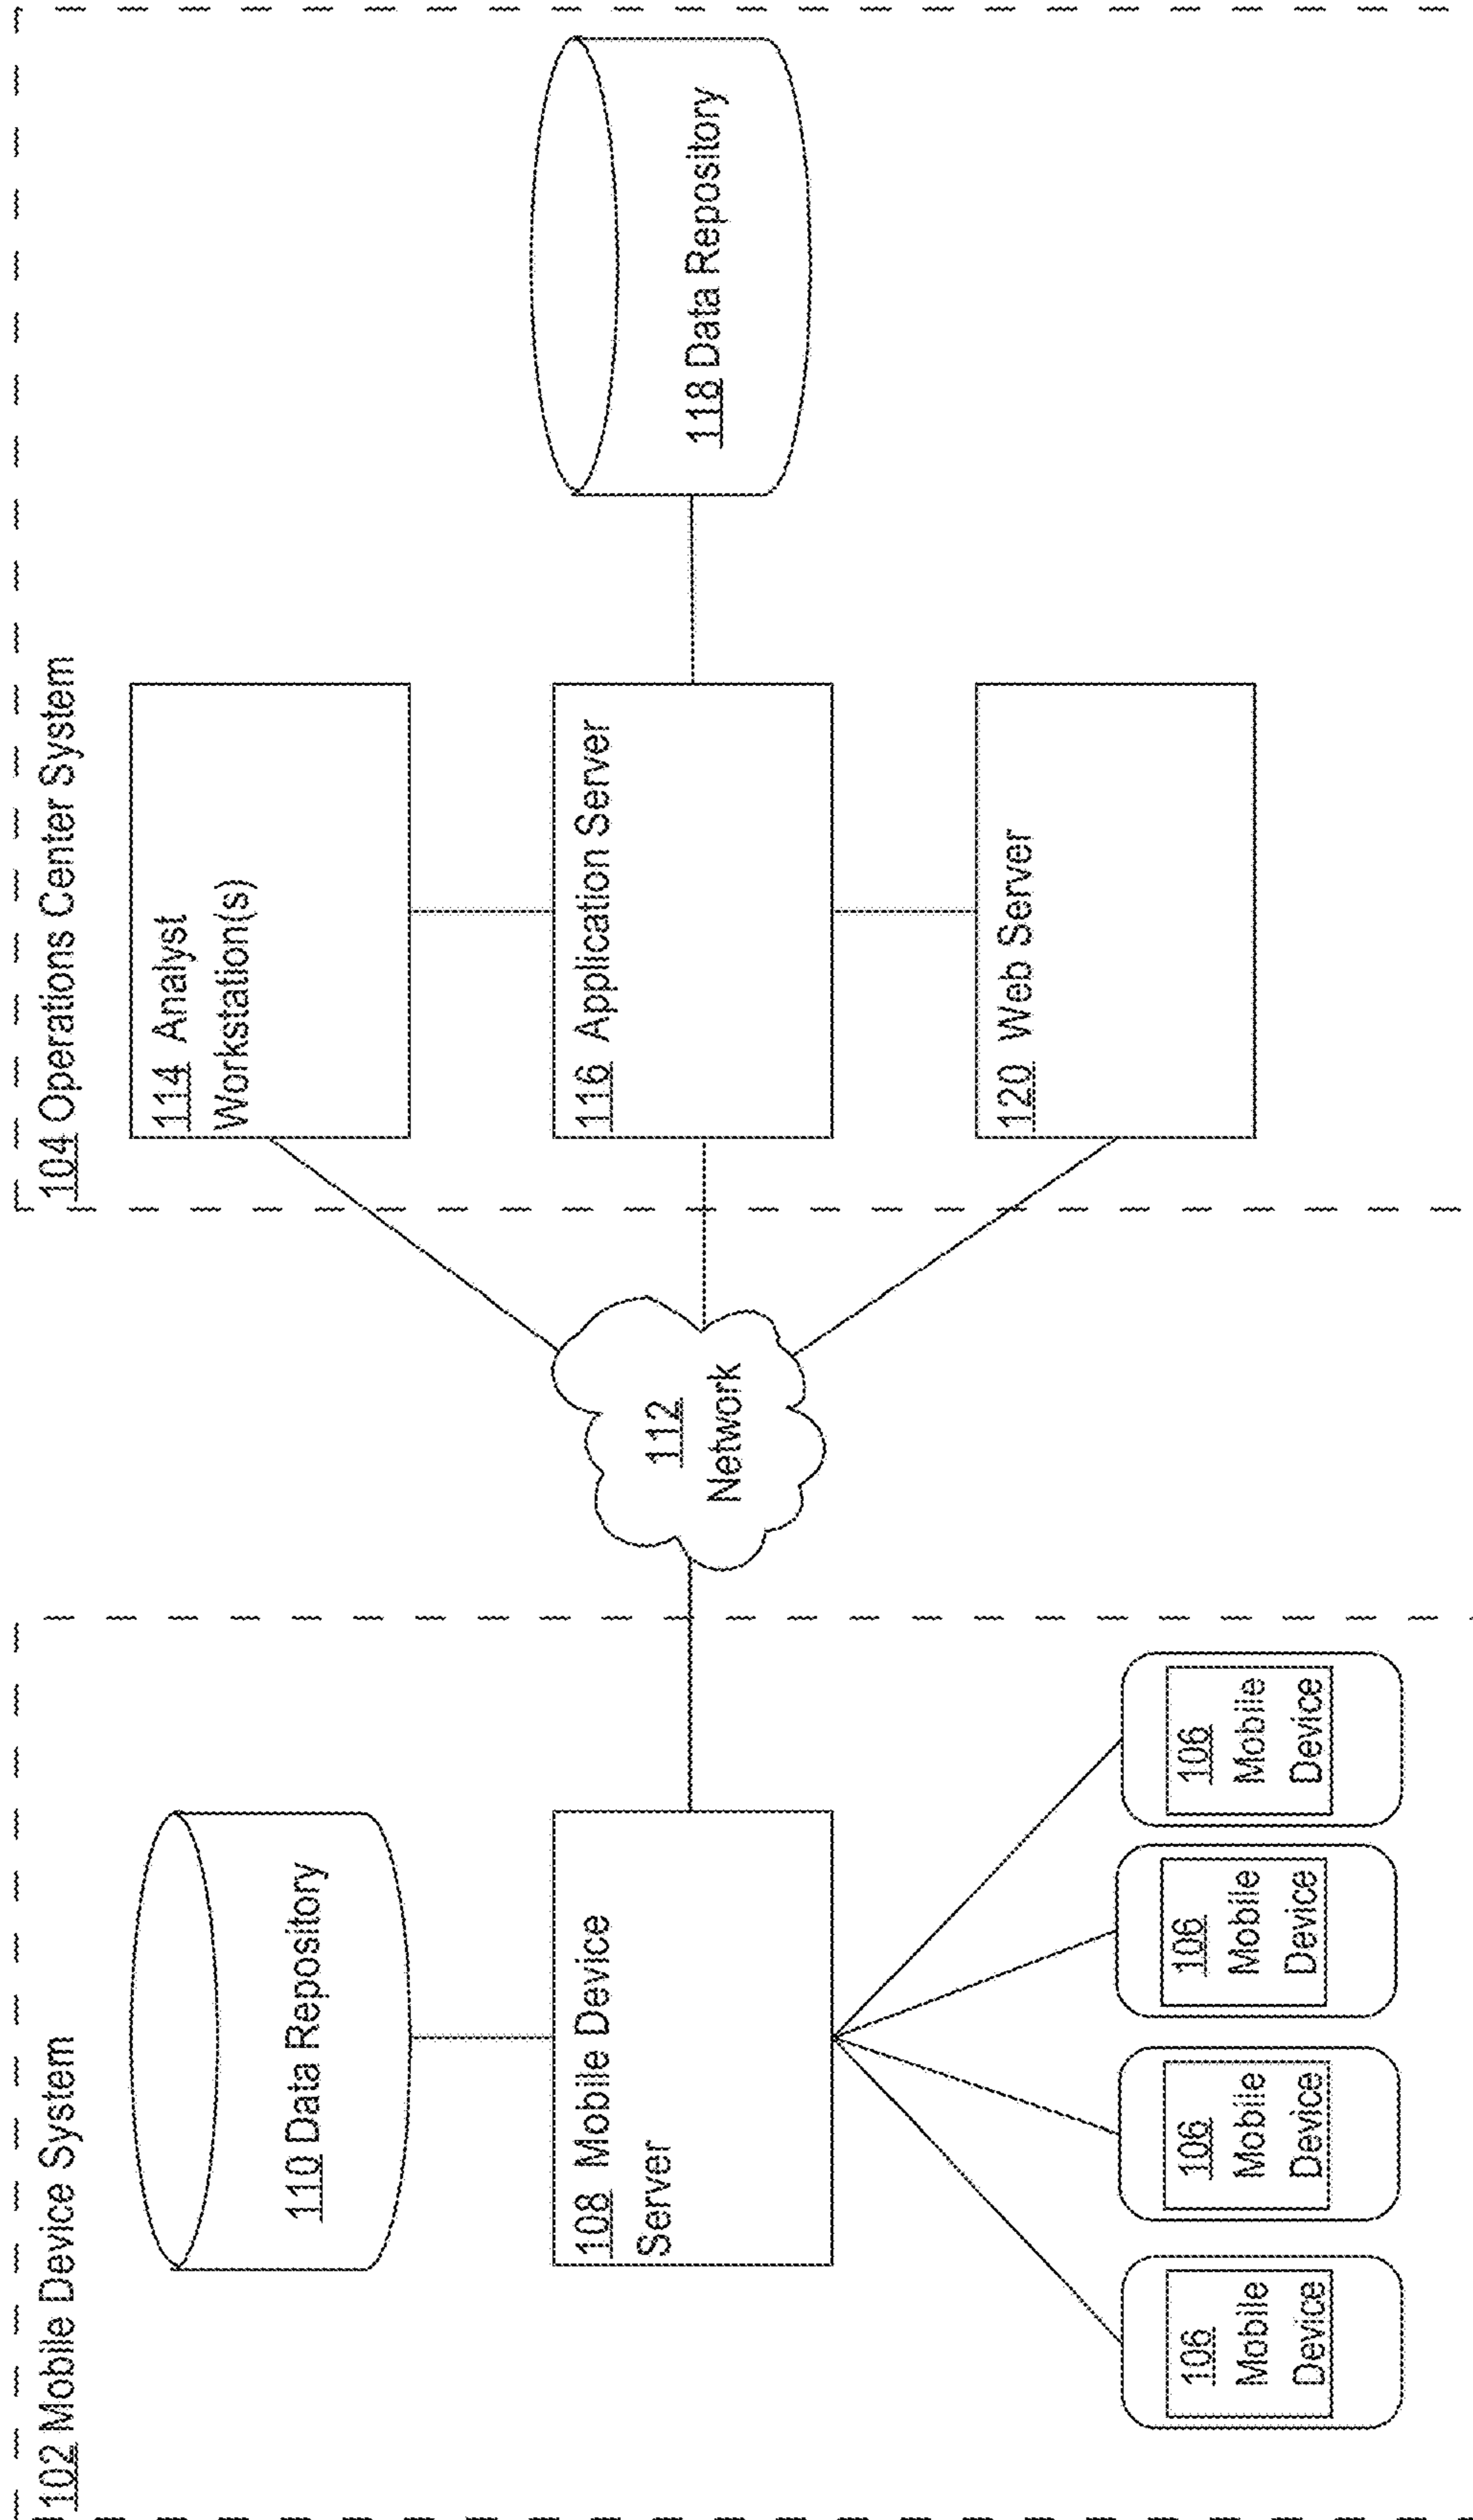 102 Mobile Device System
110 Data Repository
108 Mobile Device
Server
106
Mobile
Device
106
Mobile
Device
106
Mobile
Device
106
Mobile
Device
112
Network
104 Operations Center System
114 Analyst
Workstation(s)
116 Application Server
120 Web Server
118 Data Repository